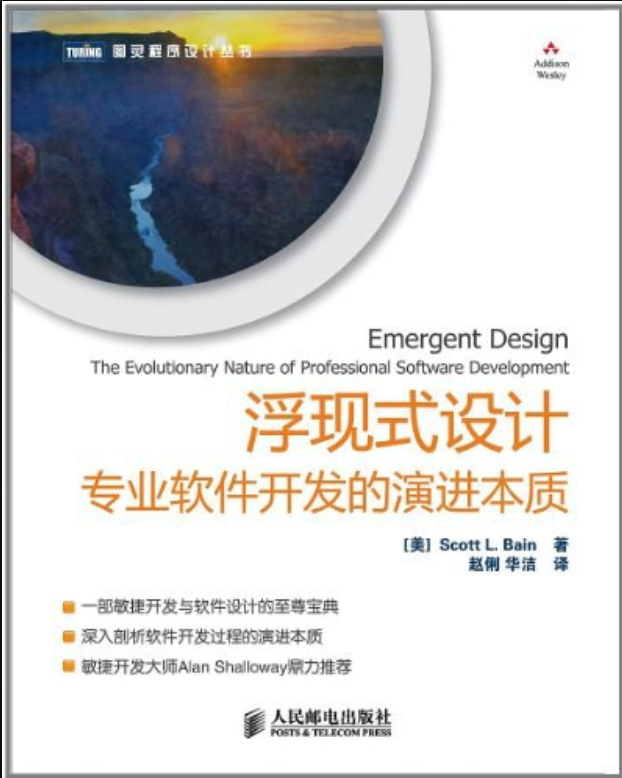 TURING 图灵程序设计丛书
Addison
Wesley
Emergent Design
The Evolutionary Nature of Professional Software Development
浮现式设计
专业软件开发的演进本质
[美] Scott L. Bain 著
赵俐 华洁 译
一部敏捷开发与软件设计的至尊宝典
深入剖析软件开发过程的演进本质
敏捷开发大师Alan Shalloway鼎力推荐
人民邮电出版社
POSTS & TELECOM PRESS